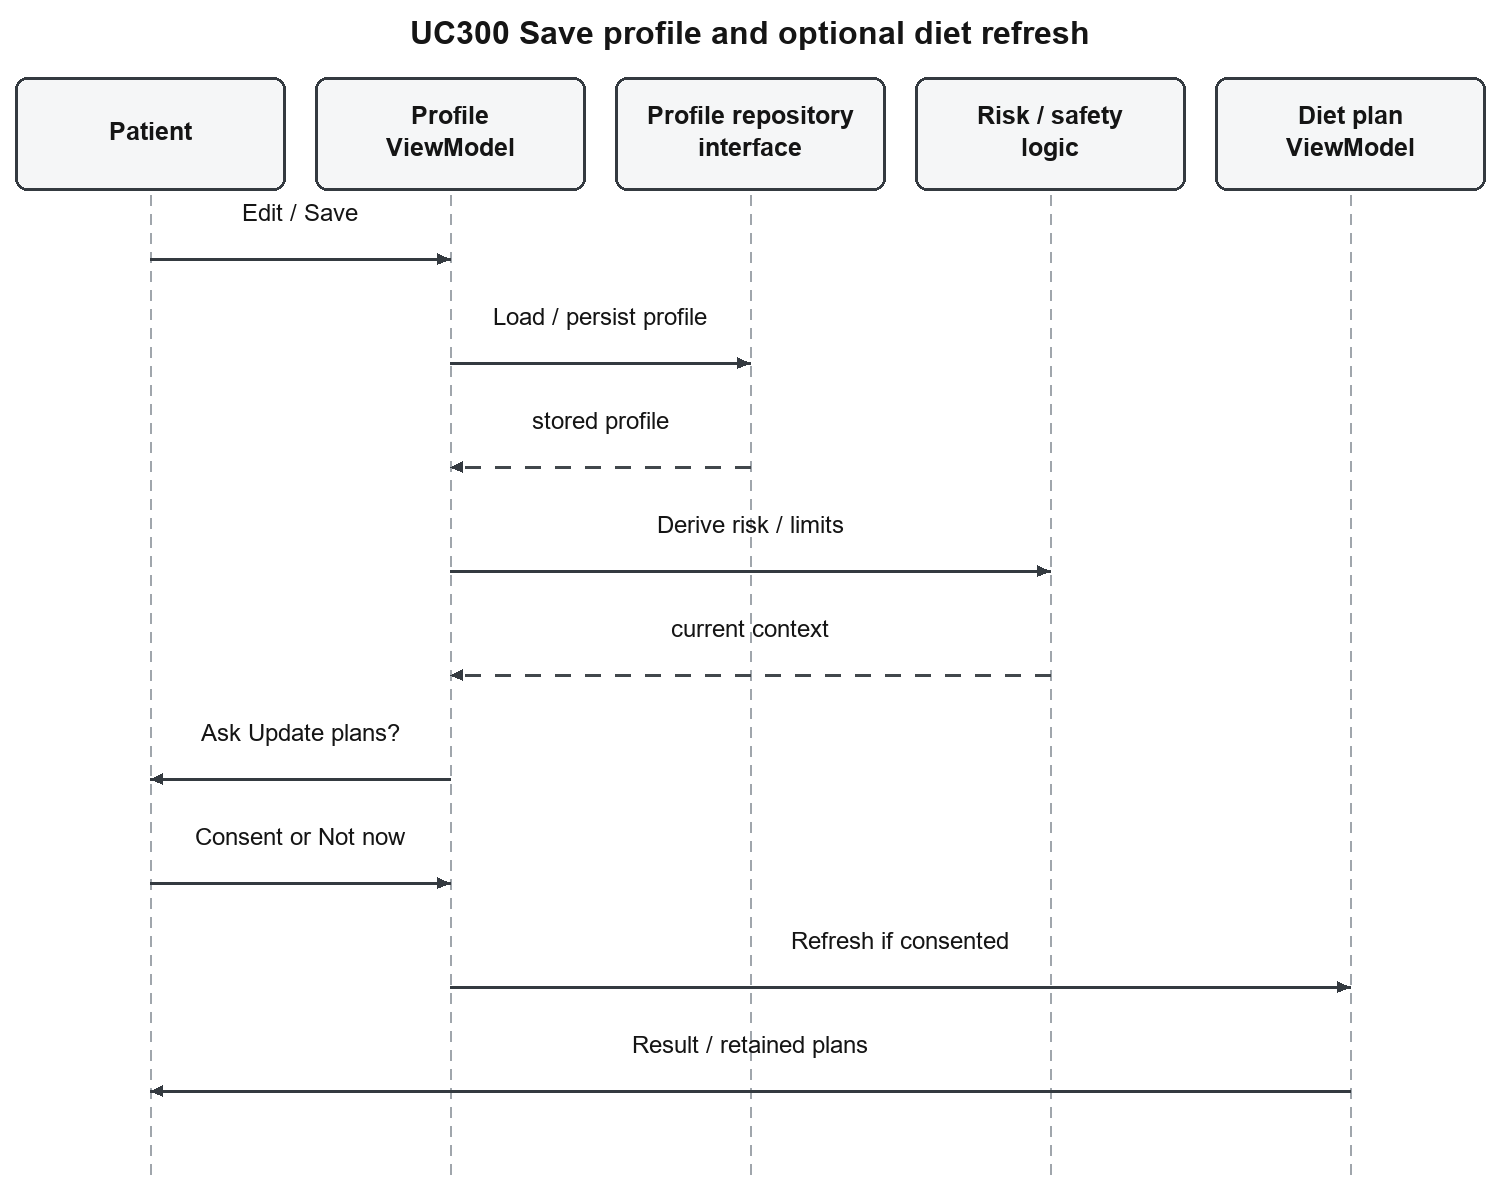 UC300 Save profile and optional diet refresh
Patient
Profile
ViewModel
Profile repository
interface
Risk / safety
logic
Diet plan
ViewModel
Edit / Save
Load / persist profile
stored profile
Derive risk / limits
current context
Ask Update plans?
Consent or Not now
Refresh if consented
Result / retained plans